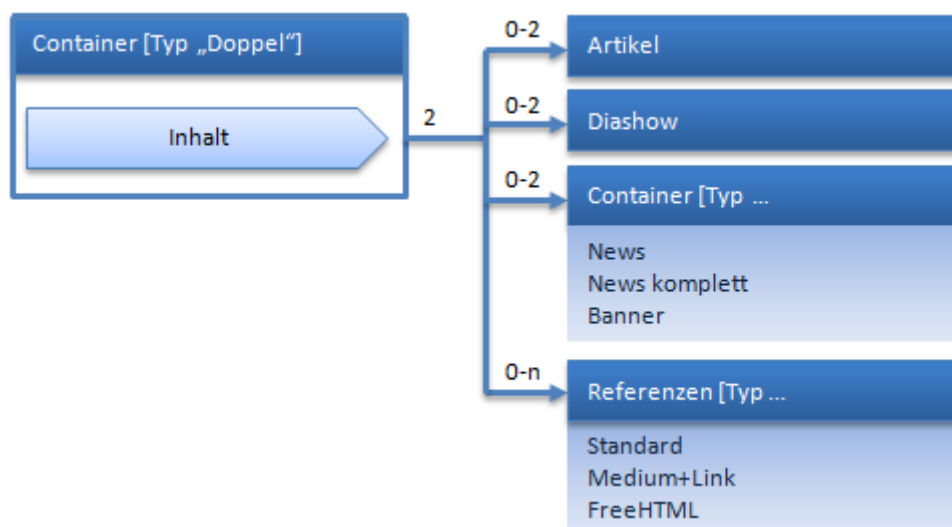 Container [Typ „Doppel“]
Inhalt
2
0-2
Artikel
0-2
Diashow
0-2
Container [Typ ...
News
News komplett
Banner
0-n
Referenzen [Typ ...
Standard
Medium+Link
FreeHTML